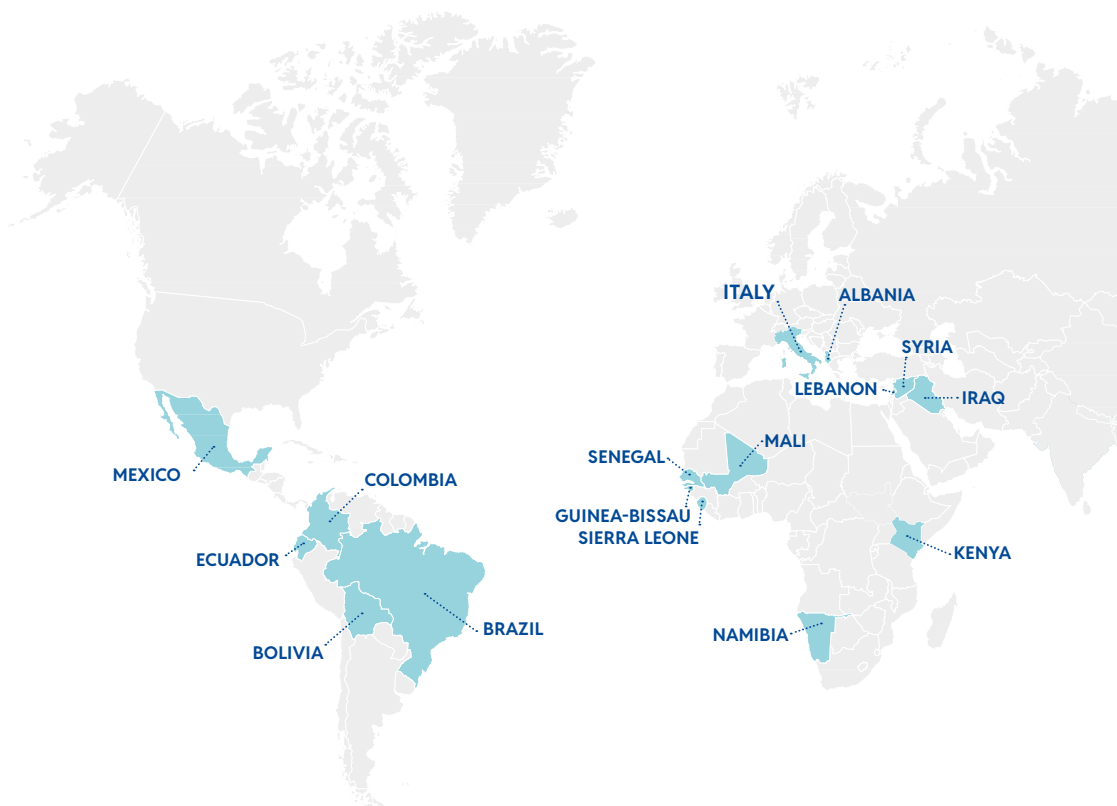 ITALY
ALBANIA
SYRIA
LEBANON
IRAQ
MALI
SENEGAL
MEXICO
COLOMBIA
GUINEA-BISSAU
SIERRA LEONE
ECUADOR
KENYA
BRAZIL
NAMIBIA
BOLIVIA